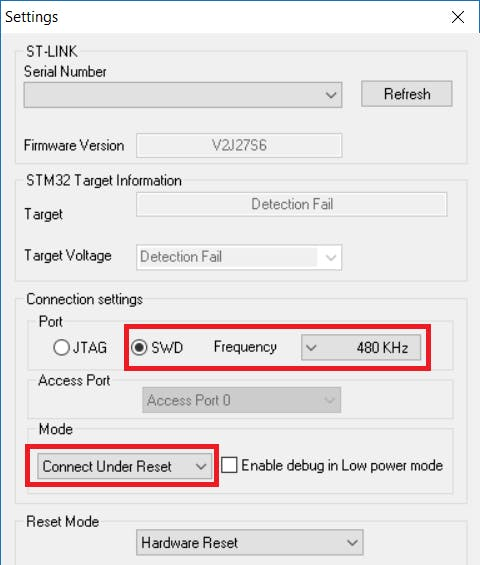 Settings
ST-LINK
Serial Number
Refresh
Firmware Version V2J27S6
STM32 Target Information
Target Detection Fail
Target Voltage Detection Fail
Connection settings
Port
JTAG SWD Frequency 480 KHz
Access Port
Access Port 0
Mode
Connect Under Reset Enable debug in Low power mode
Reset Mode
Hardware Reset